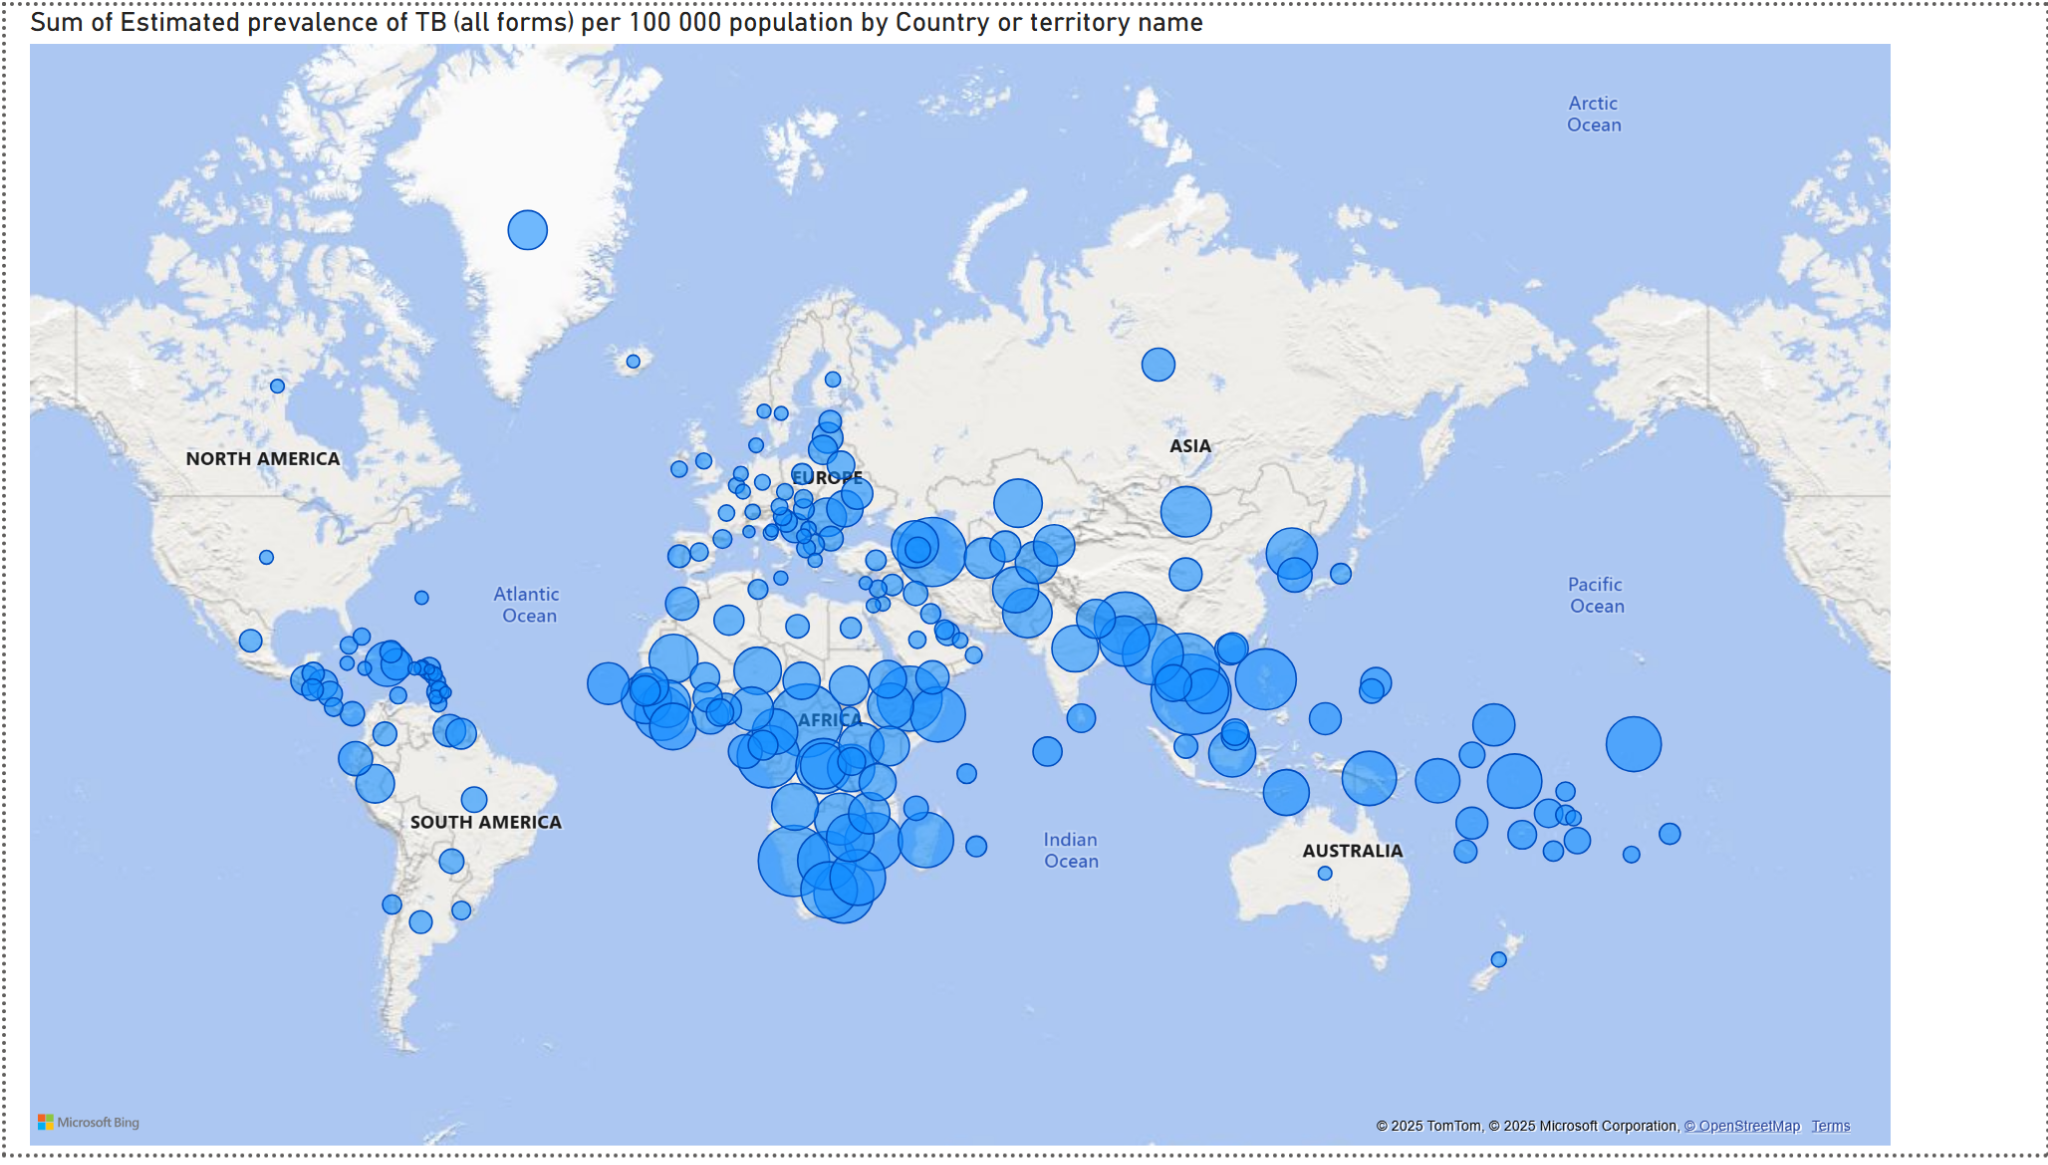 Sum of Estimated prevalence of TB (all forms) per 100 000 population by Country or territory name
Arctic
Ocean
NORTH AMERICA
ASIA
EUROPE
Atlantic
Ocean
Pacific
Ocean
AFRICA
SOUTH AMERICA
Indian
Ocean
AUSTRALIA
Microsoft Bing
© 2025 TomTom, © 2025 Microsoft Corporation, © OpenStreetMap Terms